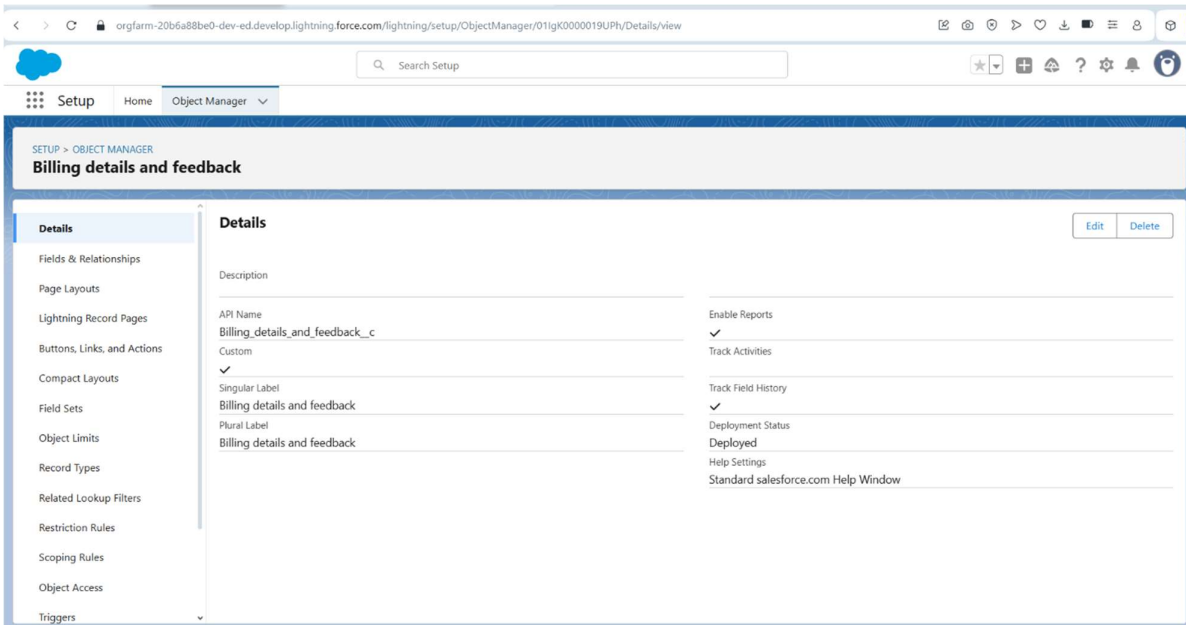 orgfarm-20b6a88be0-dev-ed.develop.lightning.force.com/lightning/setup/ObjectManager/01IgK0000019UPh/Details/view
Search Setup
Setup Home Object Manager
SETUP > OBJECT MANAGER
Billing details and feedback
Details
Fields & Relationships
Page Layouts
Lightning Record Pages
Buttons, Links, and Actions
Compact Layouts
Field Sets
Object Limits
Record Types
Related Lookup Filters
Restriction Rules
Scoping Rules
Object Access
Triggers
Details
Edit Delete
Description
API Name
Billing_details_and_feedback__c
Custom
Singular Label
Billing details and feedback
Plural Label
Billing details and feedback
Enable Reports
Track Activities
Track Field History
Deployment Status
Deployed
Help Settings
Standard salesforce.com Help Window